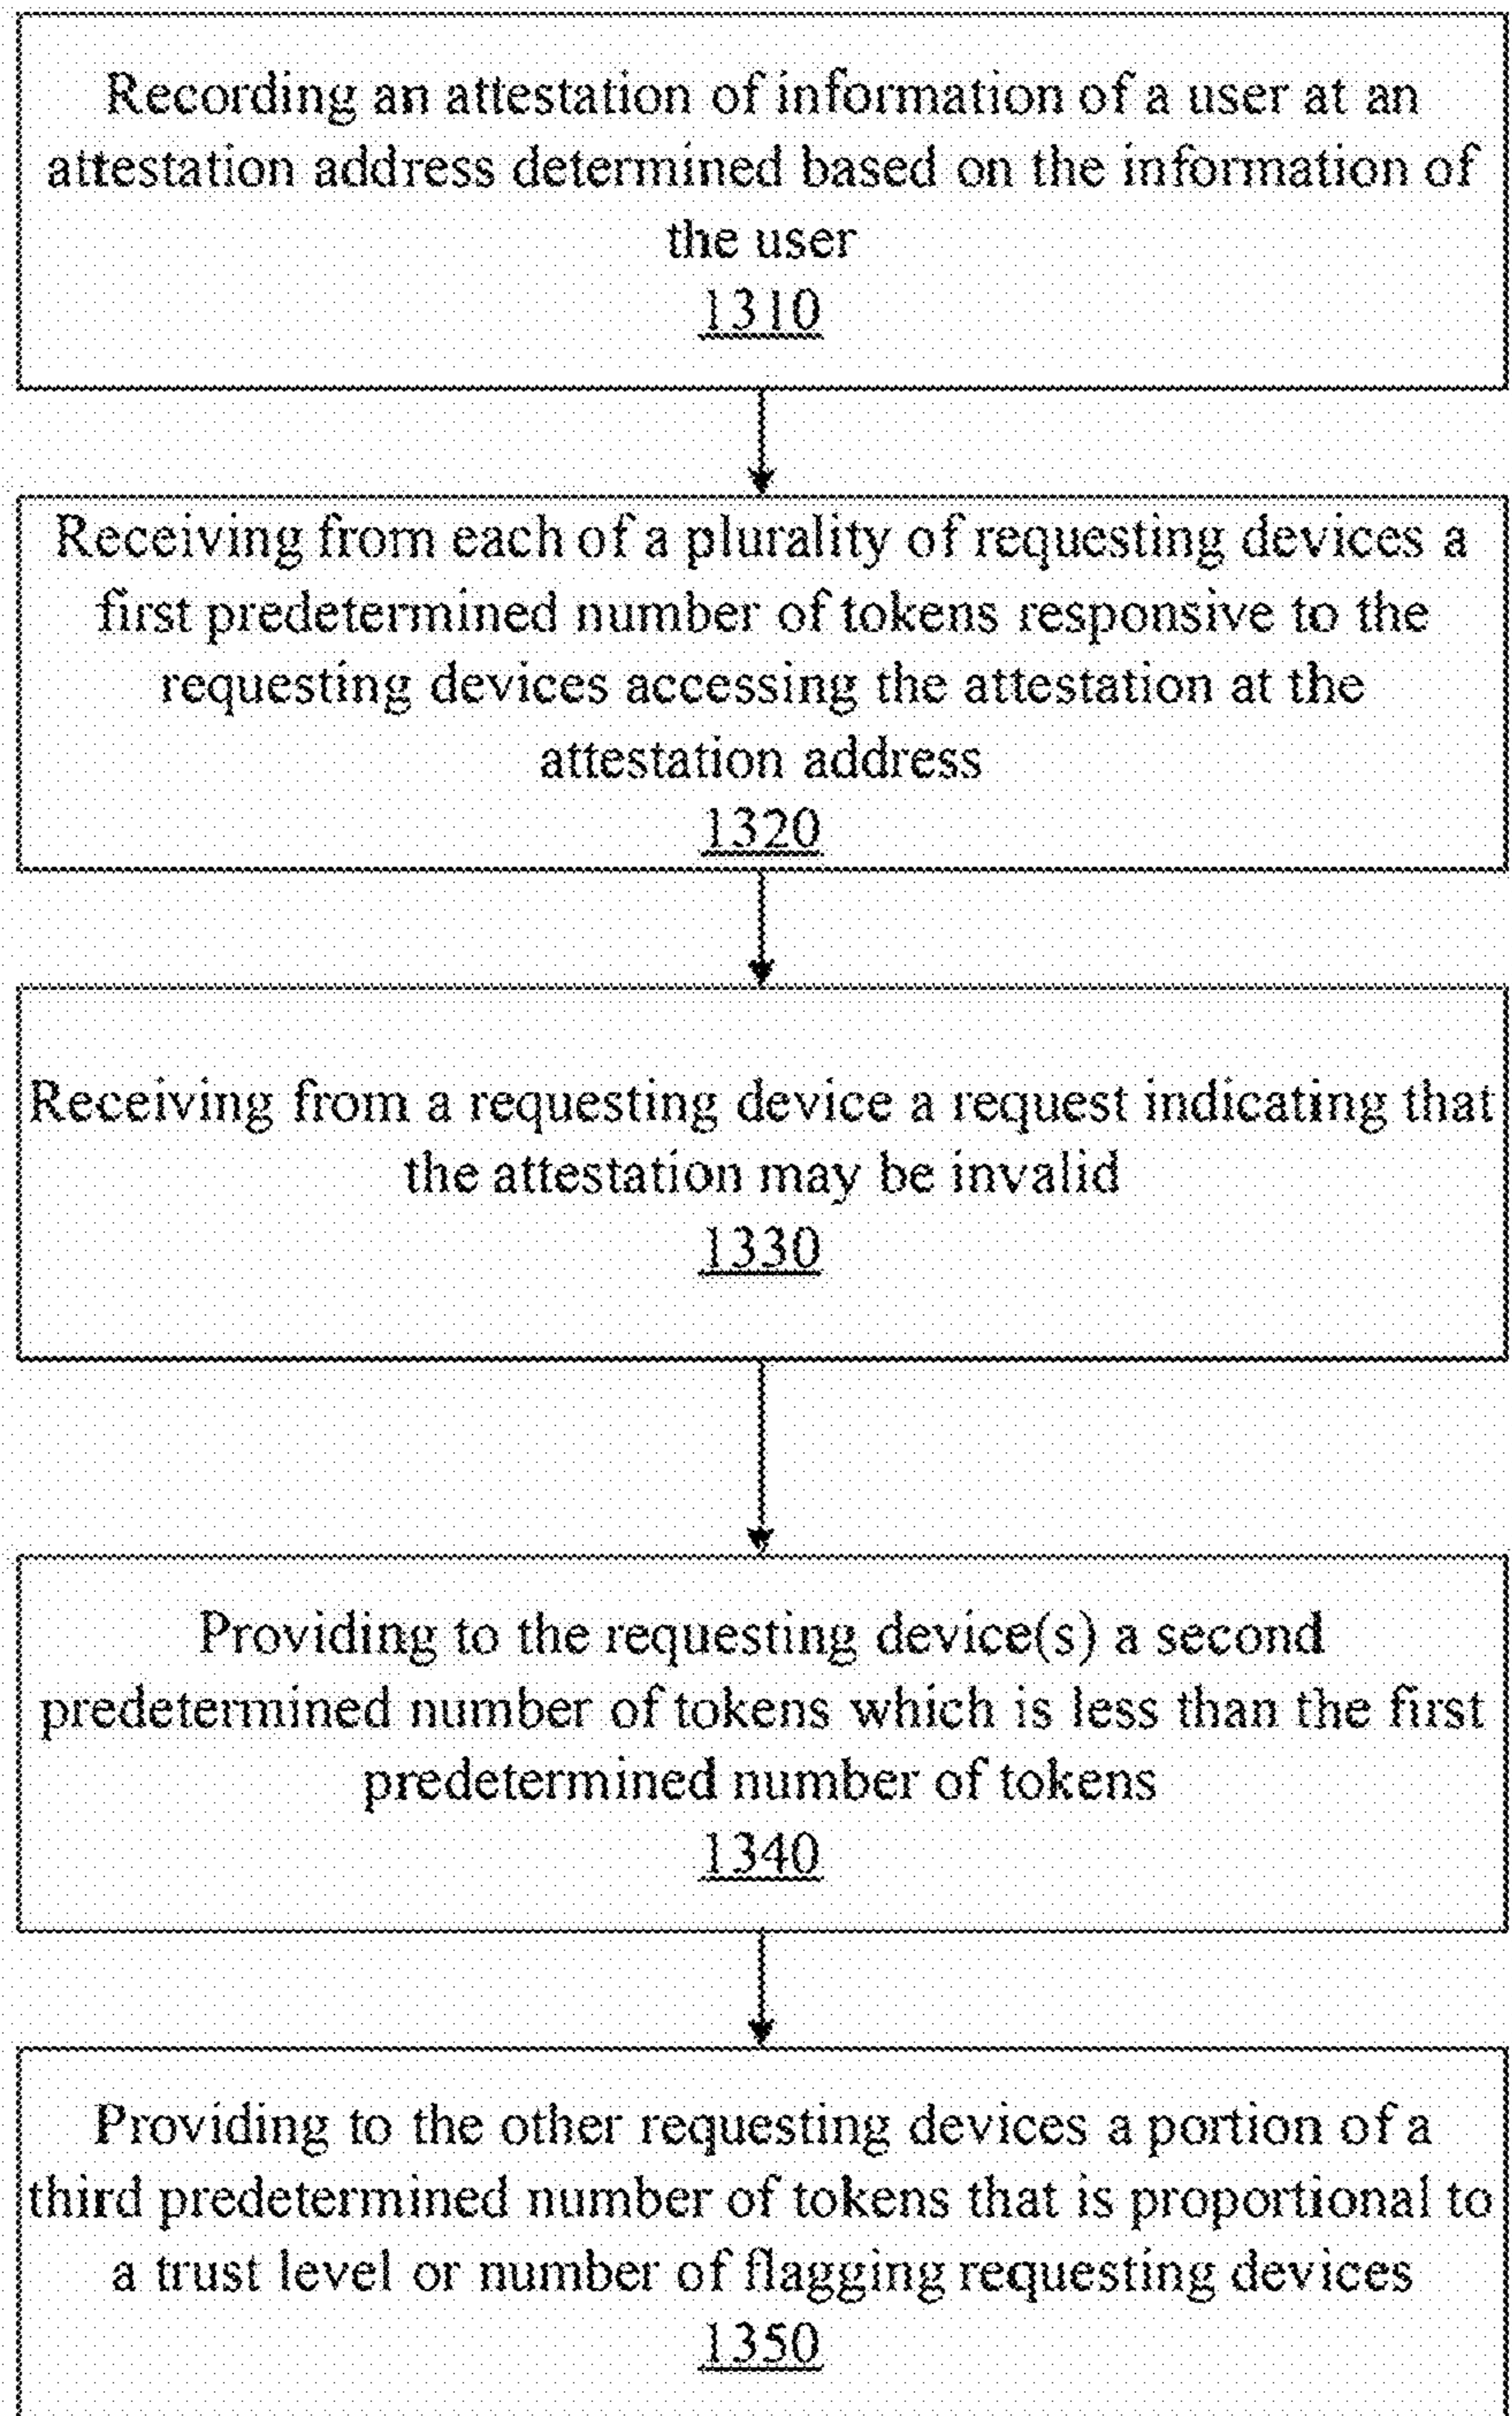 Recording an attestation of information of a user at an
attestation address determined based on the information of
the user
1310
Receiving from each of a plurality of requesting devices a
first predetermined number of tokens responsive to the
requesting devices accessing the attestation at the
attestation address
1320
Receiving from a requesting device a request indicating that
the attestation may be invalid
1330
Providing to the requesting device(s) a second
predetermined number of tokens which is less than the first
predetermined number of tokens
1340
Providing to the other requesting devices a portion of a
third predetermined number of tokens that is proportional to
a trust level or number of flagging requesting devices
1350